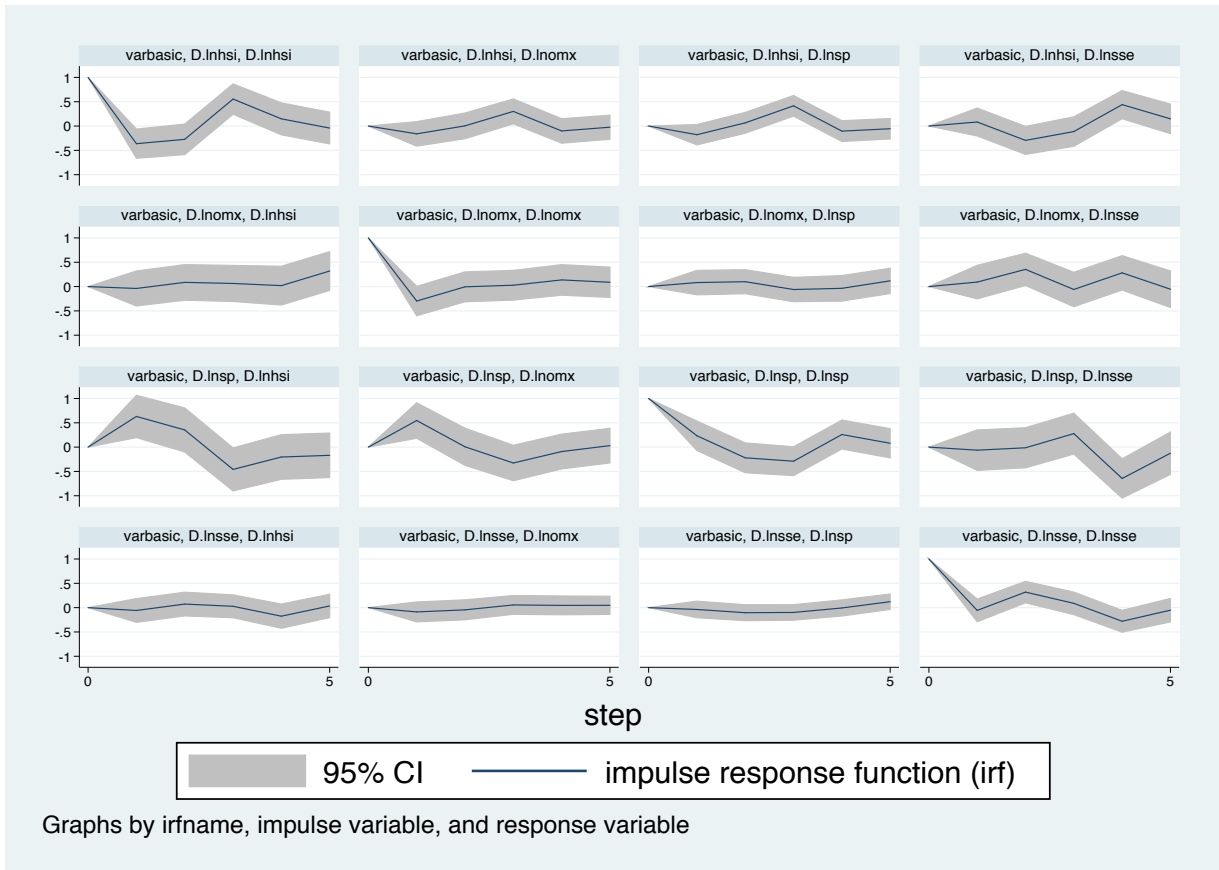 varbasic, D.lnhsi, D.lnhsi
varbasic, D.lnhsi, D.lnomx
varbasic, D.lnhsi, D.lnsp
varbasic, D.lnhsi, D.lnsse
1
.5
0
-.5
-1
varbasic, D.lnomx, D.lnhsi
varbasic, D.lnomx, D.lnomx
varbasic, D.lnomx, D.lnsp
varbasic, D.lnomx, D.lnsse
1
.5
0
-.5
-1
varbasic, D.lnsp, D.lnhsi
varbasic, D.lnsp, D.lnomx
varbasic, D.lnsp, D.lnsp
varbasic, D.lnsp, D.lnsse
1
.5
0
-.5
-1
varbasic, D.lnsse, D.lnhsi
varbasic, D.lnsse, D.lnomx
varbasic, D.lnsse, D.lnsp
varbasic, D.lnsse, D.lnsse
1
.5
0
-.5
-1
0 5 0 5 0 5 0 5
step
95% CI
impulse response function (irf)
Graphs by irfname, impulse variable, and response variable